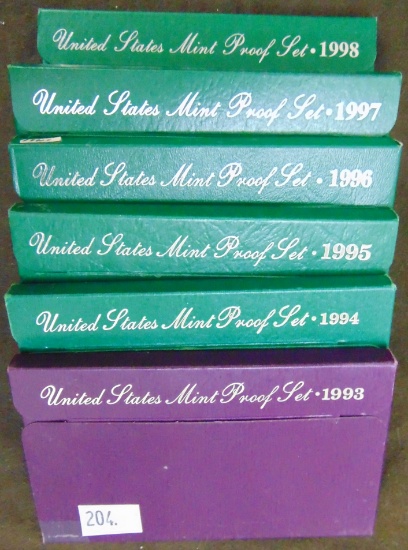 United States Mint Proof Set • 1998
United States Mint Proof Set • 1997
United States Mint Proof Set • 1996
United States Mint Proof Set • 1995
United States Mint Proof Set • 1994
United States Mint Proof Set • 1993
204.